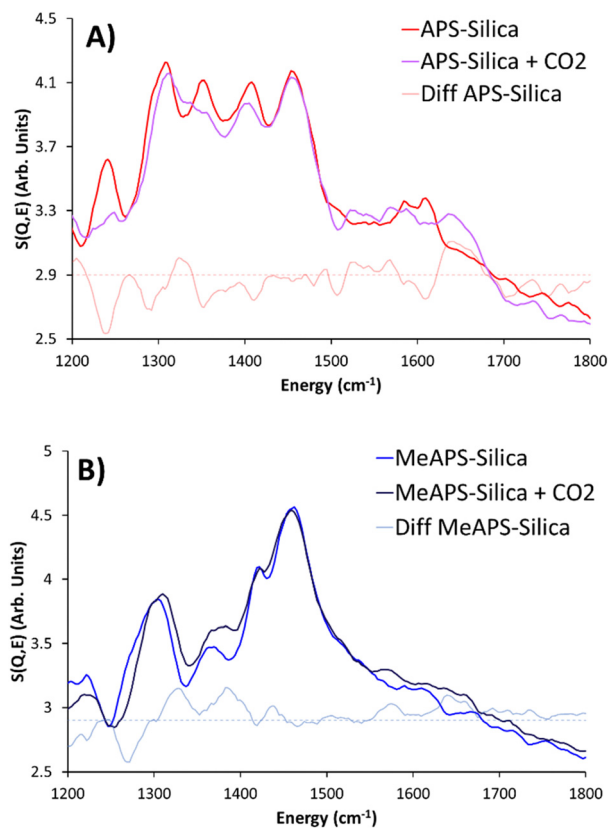 A)
APS-Silica
APS-Silica + CO2
Diff APS-Silica
4.5
4.1
3.7
3.3
2.9
2.5
S(Q,E) (Arb. Units)
1200 1300 1400 1500 1600 1700 1800
Energy (cm⁻¹)
B)
MeAPS-Silica
MeAPS-Silica + CO2
Diff MeAPS-Silica
5
4.5
4
3.5
3
2.5
S(Q,E) (Arb. Units)
1200 1300 1400 1500 1600 1700 1800
Energy (cm⁻¹)